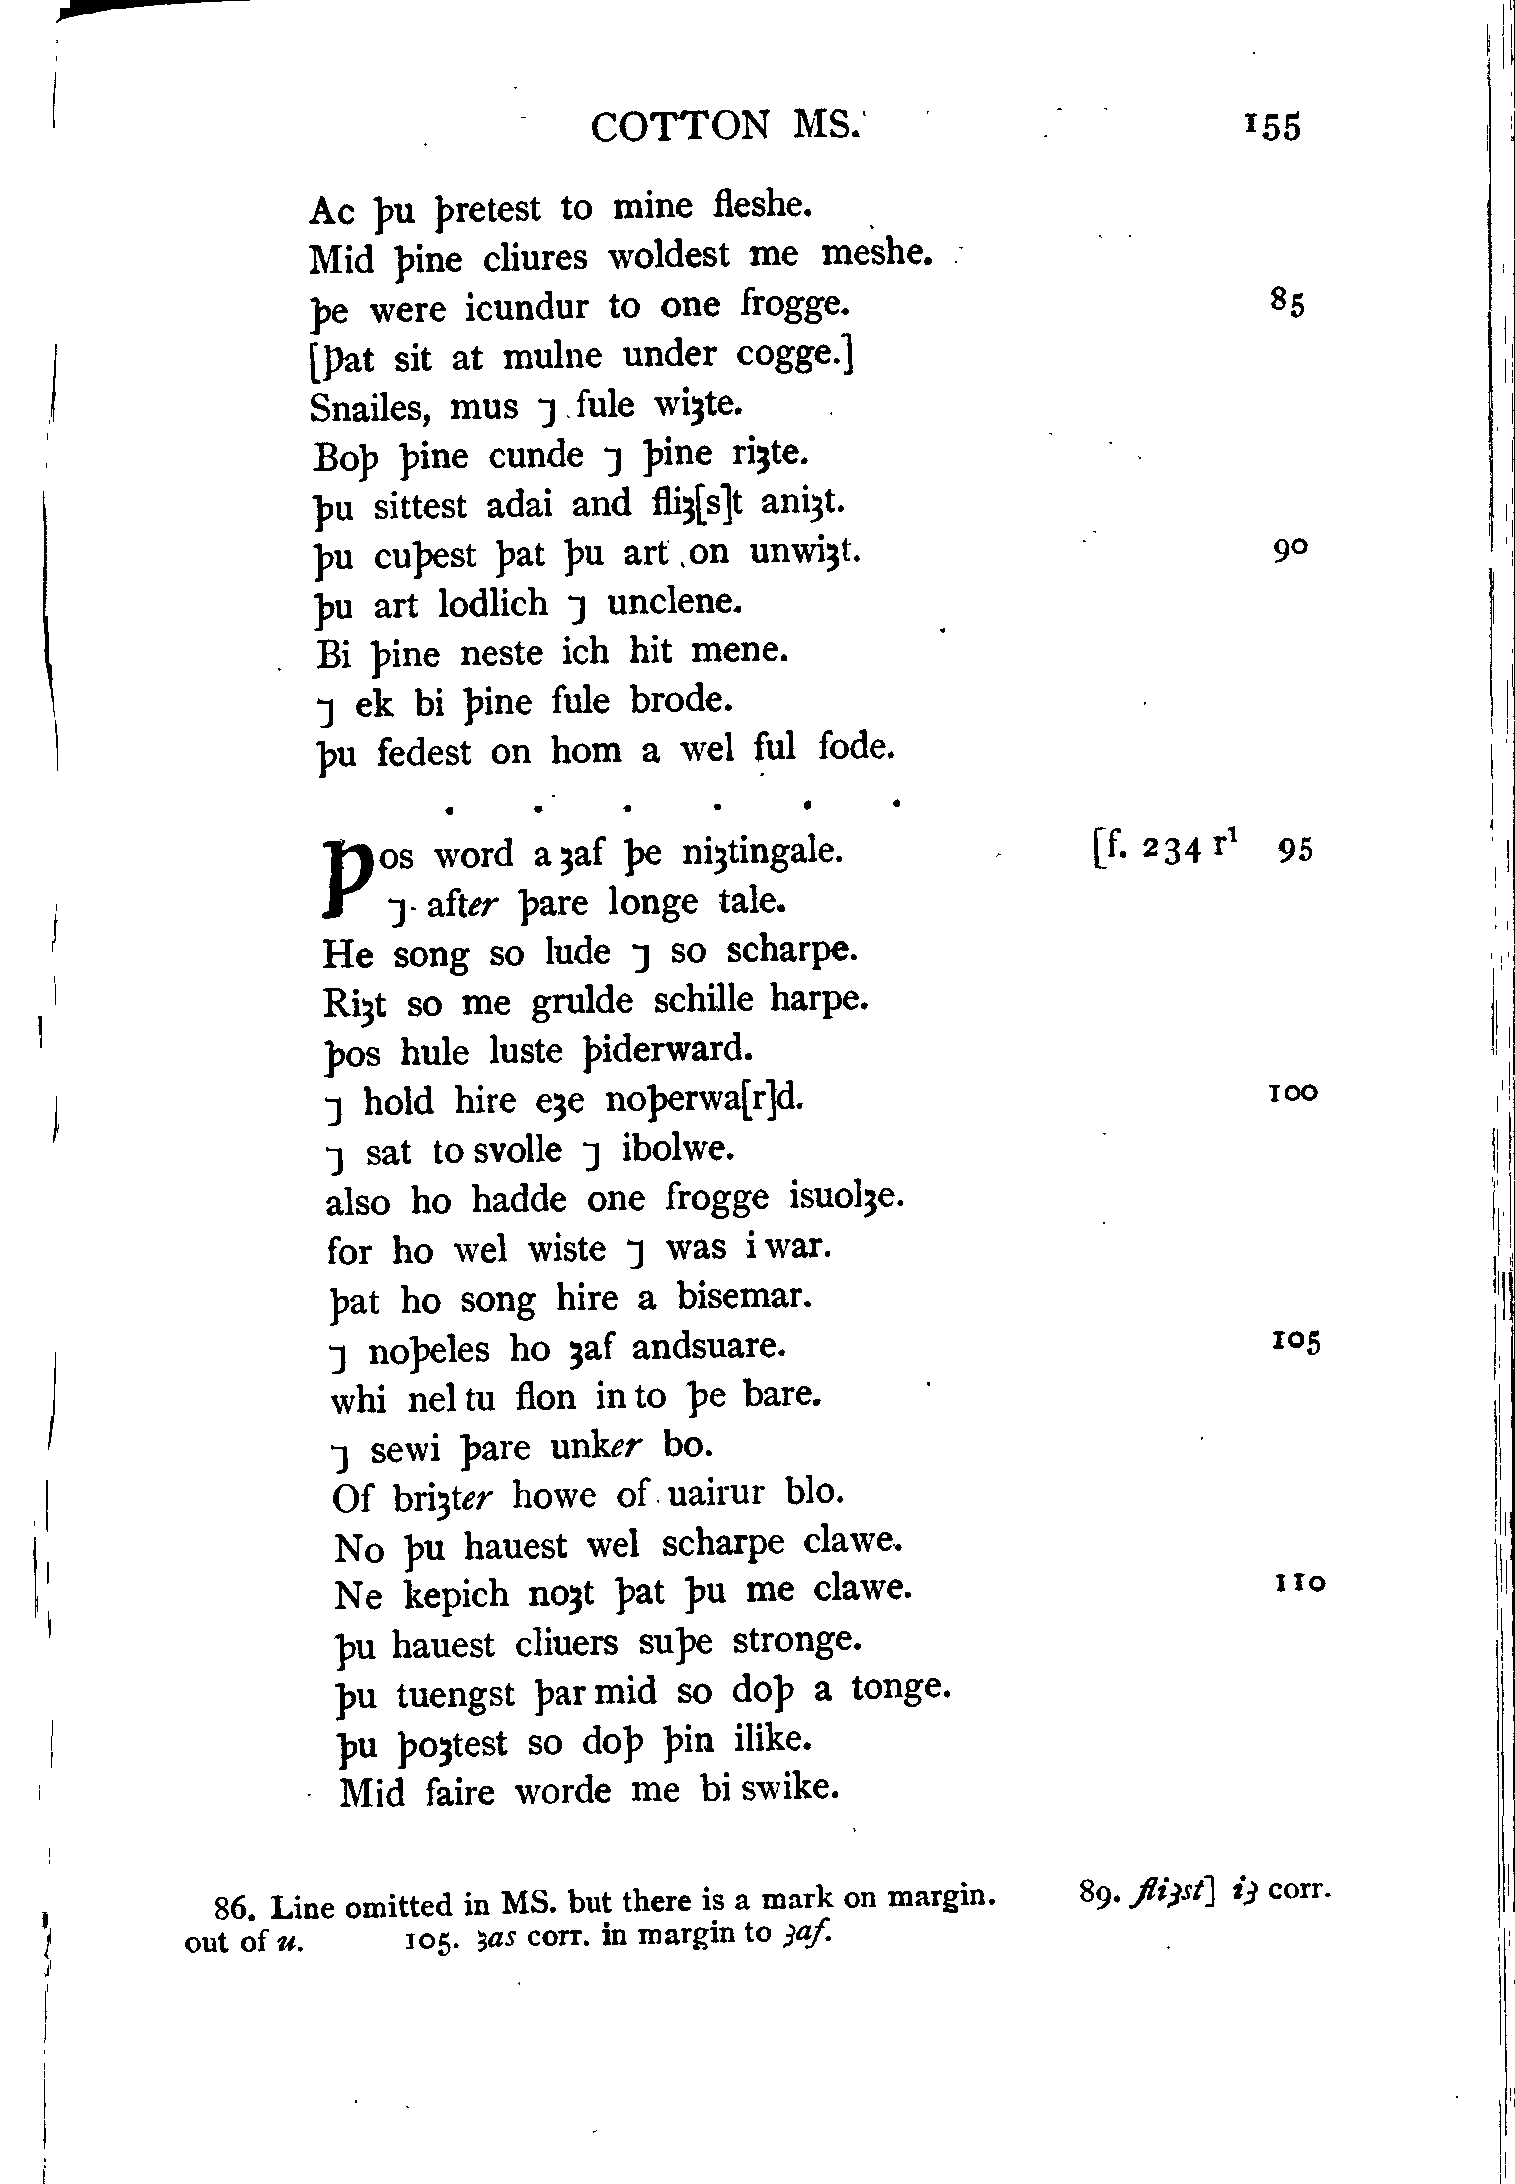 COTTON MS. 155
Ac þu þretest to mine fleshe.
Mid þine cliures woldest me meshe.
þe were icundur to one frogge. 85
[þat sit at mulne under cogge.]
Snailes, mus ⁊ fule wiȝte.
Boþ þine cunde ⁊ þine riȝte.
þu sittest adai and fliȝ[s]t aniȝt.
þu cuþest þat þu art on unwiȝt. 90
þu art lodlich ⁊ unclene.
Bi þine neste ich hit mene.
⁊ ek bi þine fule brode.
þu fedest on hom a wel ful fode.
. . . . . .
Þos word a ȝaf þe niȝtingale. [f. 234 r¹ 95
⁊ after þare longe tale.
He song so lude ⁊ so scharpe.
Riȝt so me grulde schille harpe.
þos hule luste þiderward.
⁊ hold hire eȝe noþerwa[r]d. 100
⁊ sat to svolle ⁊ ibolwe.
also ho hadde one frogge isuolȝe.
for ho wel wiste ⁊ was i war.
þat ho song hire a bisemar.
⁊ noþeles ho ȝaf andsuare. 105
whi nel tu flon in to þe bare.
⁊ sewi þare unker bo.
Of briȝter howe of uairur blo.
No þu hauest wel scharpe clawe.
Ne kepich noȝt þat þu me clawe. 110
þu hauest cliuers suþe stronge.
þu tuengst þar mid so doþ a tonge.
þu þoȝtest so doþ þin ilike.
Mid faire worde me bi swike.
86. Line omitted in MS. but there is a mark on margin. 89. fliȝst] iȝ corr.
out of u. 105. ȝas corr. in margin to ȝaf.